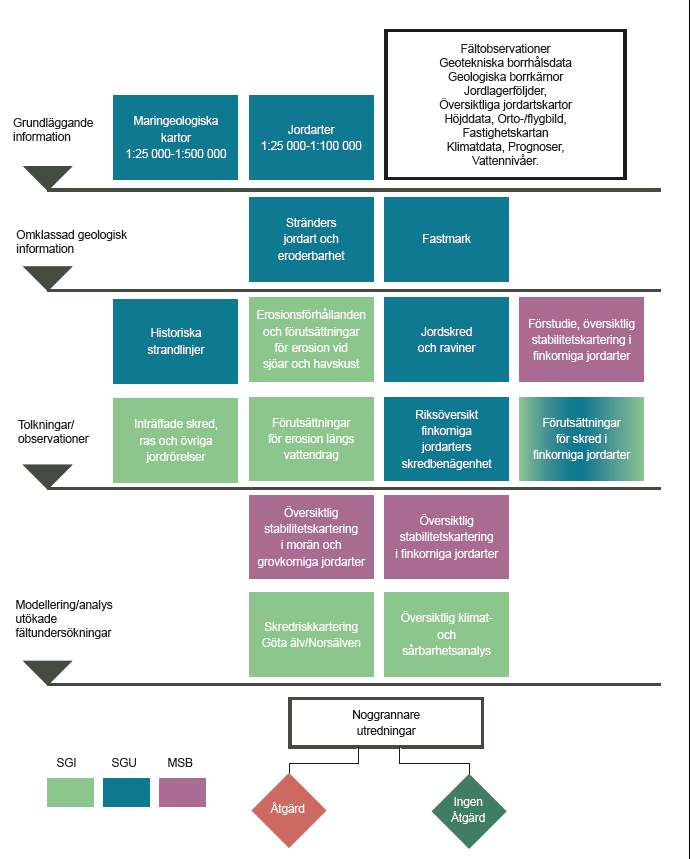 Grundläggande
information
Maringeologiska
kartor
1:25 000-1:500 000
Jordarter
1:25 000-1:100 000
Fältobservationer
Geotekniska borrhålsdata
Geologiska borrkärnor
Jordlagerföljder,
Översiktliga jordartskartor
Höjddata, Orto-/flygbild,
Fastighetskartan
Klimatdata, Prognoser,
Vattennivåer.
Omklassad geologisk
information
Stränders
jordart och
eroderbarhet
Fastmark
Tolkningar/
observationer
Historiska
strandlinjer
Erosionsförhållanden
och förutsättningar
för erosion vid
sjöar och havskust
Jordskred
och raviner
Förstudie, översiktlig
stabilitetskartering i
finkorniga jordarter
Inträffade skred,
ras och övriga
jordrörelser
Förutsättningar
för erosion längs
vattendrag
Riksöversikt
finkorniga
jordarters
skredbenägenhet
Förutsättningar
för skred i
finkorniga jordarter
Modellering/analys
utökade
fältundersökningar
Översiktlig
stabilitetskartering
i morän och
grovkorniga jordarter
Översiktlig
stabilitetskartering
i finkorniga jordarter
Skredriskkartering
Göta älv/Norsälven
Översiktlig klimat-
och
sårbarhetsanalys
Noggrannare
utredningar
SGI
SGU
MSB
Åtgärd
Ingen
Åtgärd